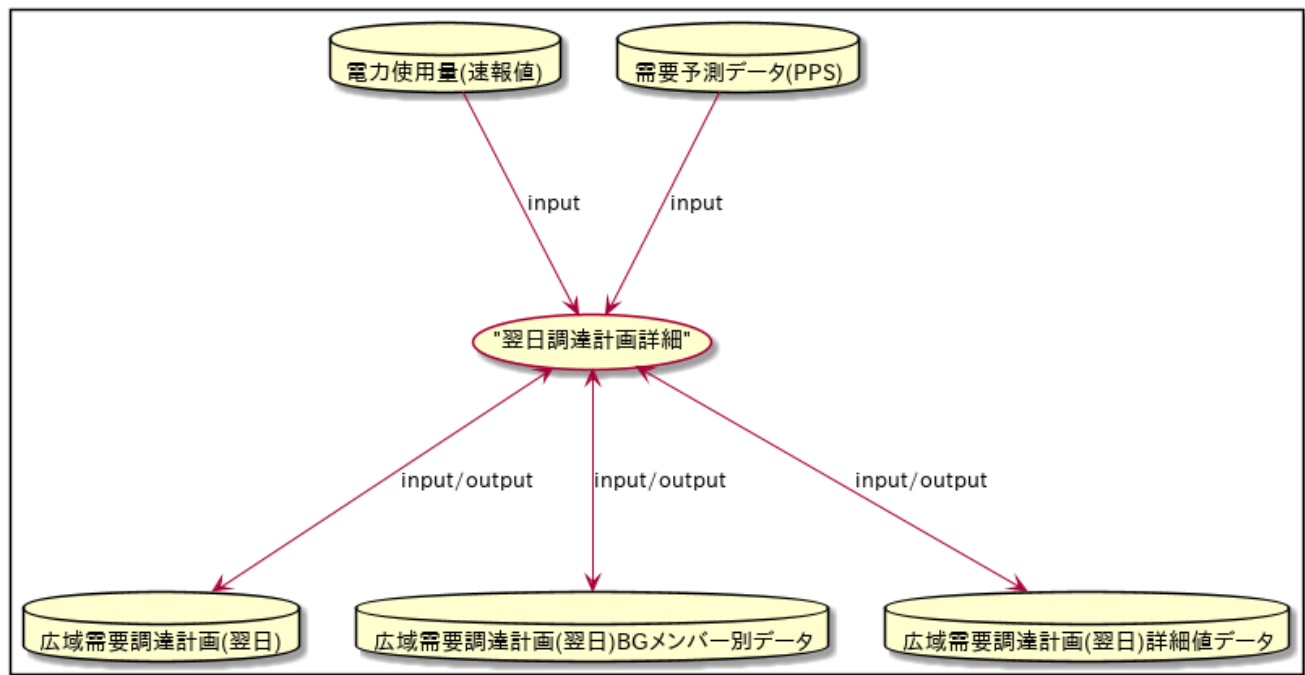 電力使用量(速報値)
需要予測データ(PPS)
input
input
"翌日調達計画詳細"
input/output
input/output
input/output
広域需要調達計画(翌日)
広域需要調達計画(翌日)BGメンバー別データ
広域需要調達計画(翌日)詳細値データ